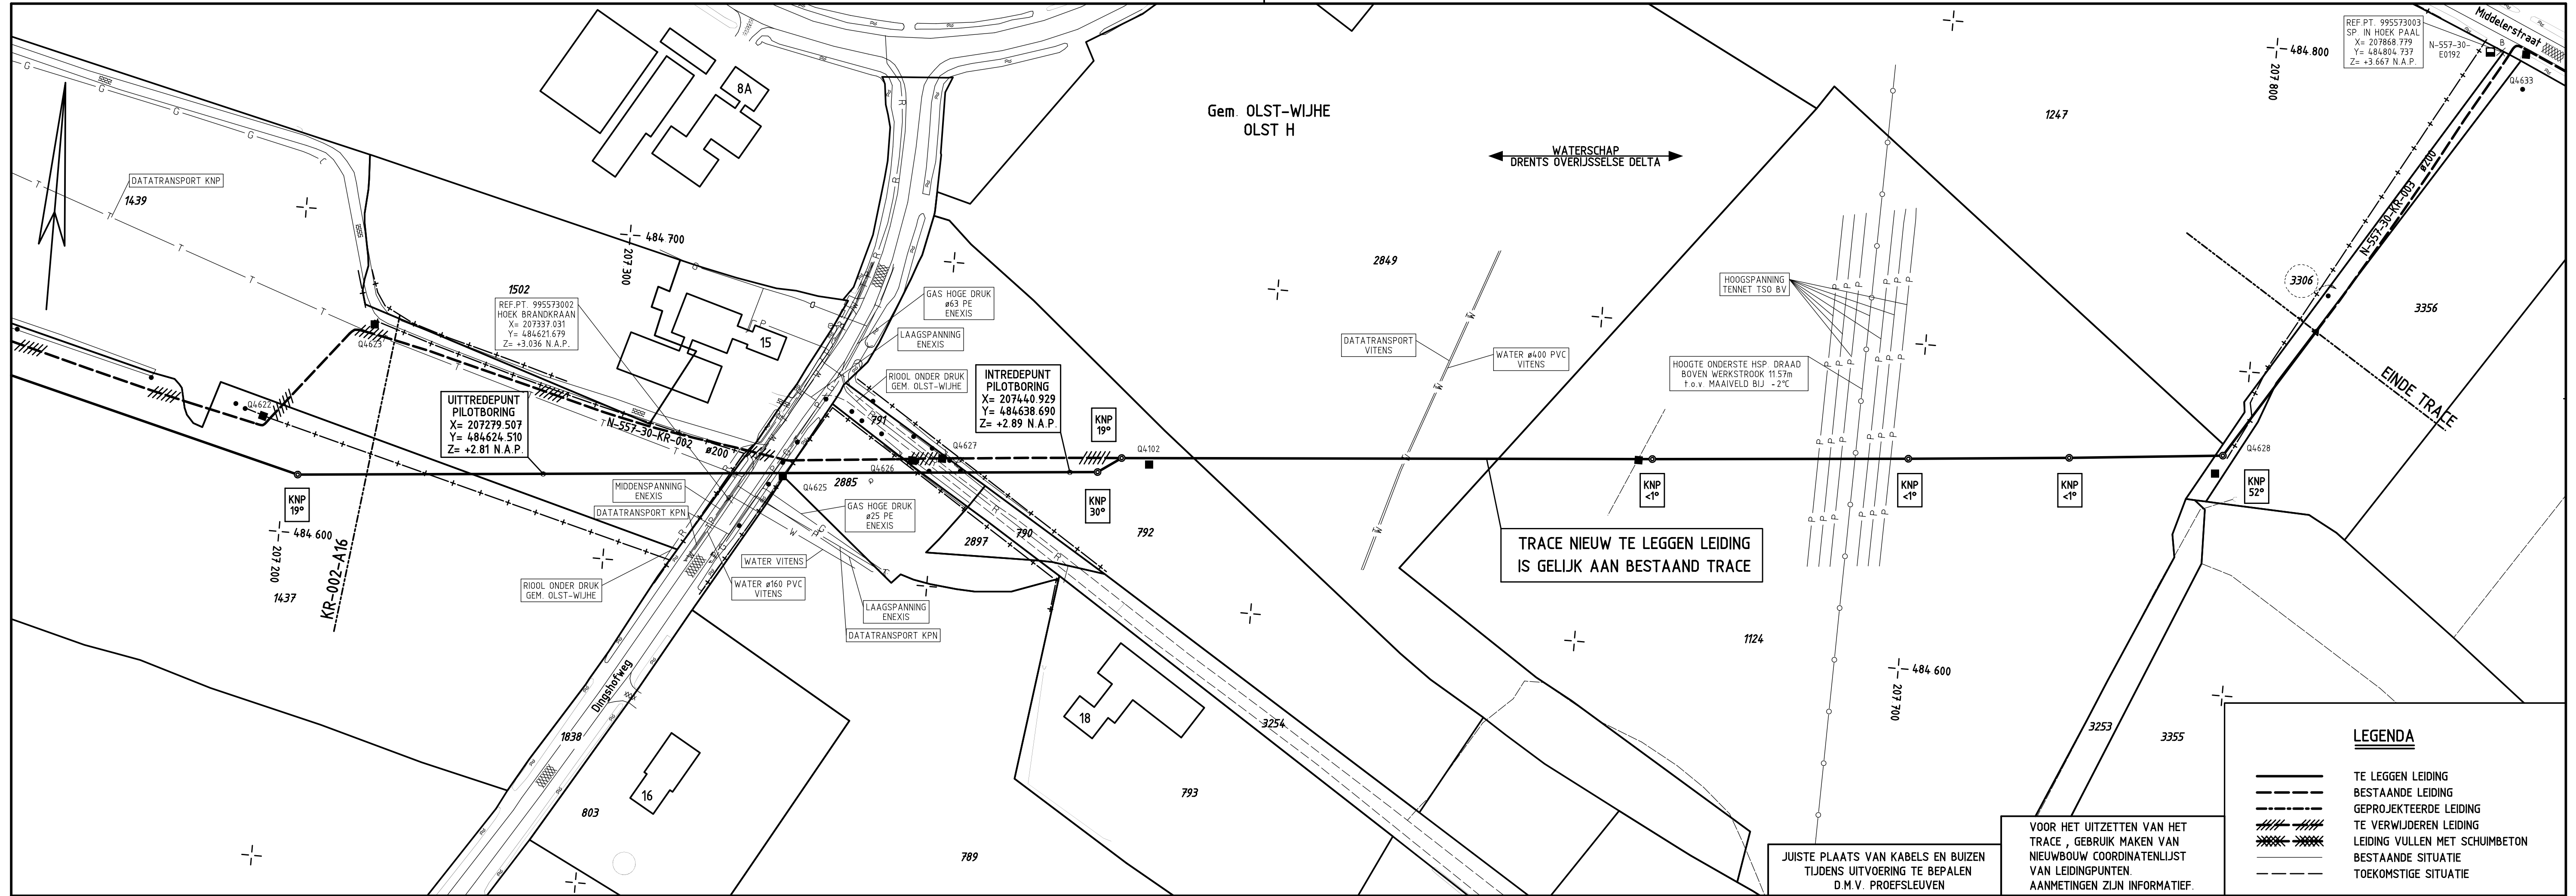 Middelerstraat
REF.PT. 995573003
SP. IN HOEK PAAL
X= 207868.779
Y= 484804.737
Z= +3.667 N.A.P.
N-557-30-
E0192
B
Q4633
484.800
207 800
8A
Gem. OLST-WIJHE
OLST H
WATERSCHAP
DRENTS OVERIJSSELSE DELTA
1247
DATATRANSPORT KNP
1439
484 700
207 300
1502
REF.PT. 995573002
HOEK BRANDKRAAN
X= 207337.031
Y= 484621.679
Z= +3.036 N.A.P.
15
GAS HOGE DRUK
ø63 PE
ENEXIS
LAAGSPANNING
ENEXIS
RIOOL ONDER DRUK
GEM. OLST-WIJHE
2849
DATATRANSPORT
VITENS
WATER ø400 PVC
VITENS
HOOGSPANNING
TENNET TSO BV
HOOGTE ONDERSTE HSP. DRAAD
BOVEN WERKSTROOK 11.57m
t.o.v. MAAIVELD BIJ -2°C
N-557-30-KR-003 ø200
3306
3356
EINDE TRACE
Q4623
Q4622
UITTREDEPUNT
PILOTBORING
X= 207279.507
Y= 484624.510
Z= +2.81 N.A.P.
N-557-30-KR-002
ø200
INTREDEPUNT
PILOTBORING
X= 207440.929
Y= 484638.690
Z= +2.89 N.A.P.
791
Q4627
Q4626
Q4625
2885
KNP
19°
Q4102
KNP
30°
KNP
19°
KNP
<1°
KNP
<1°
KNP
<1°
KNP
52°
Q4628
MIDDENSPANNING
ENEXIS
DATATRANSPORT KPN
GAS HOGE DRUK
ø25 PE
ENEXIS
484 600
207 200
KR-002-A16
1437
RIOOL ONDER DRUK
GEM. OLST-WIJHE
WATER VITENS
WATER ø160 PVC
VITENS
LAAGSPANNING
ENEXIS
DATATRANSPORT KPN
2897
790
792
TRACE NIEUW TE LEGGEN LEIDING
IS GELIJK AAN BESTAAND TRACE
1124
484 600
207 700
Dingshofweg
1838
16
803
18
793
789
3254
3253
3355
JUISTE PLAATS VAN KABELS EN BUIZEN
TIJDENS UITVOERING TE BEPALEN
D.M.V. PROEFSLEUVEN
VOOR HET UITZETTEN VAN HET
TRACE , GEBRUIK MAKEN VAN
NIEUWBOUW COORDINATENLIJST
VAN LEIDINGPUNTEN.
AANMETINGEN ZIJN INFORMATIEF.
LEGENDA
TE LEGGEN LEIDING
BESTAANDE LEIDING
GEPROJEKTEERDE LEIDING
TE VERWIJDEREN LEIDING
LEIDING VULLEN MET SCHUIMBETON
BESTAANDE SITUATIE
TOEKOMSTIGE SITUATIE